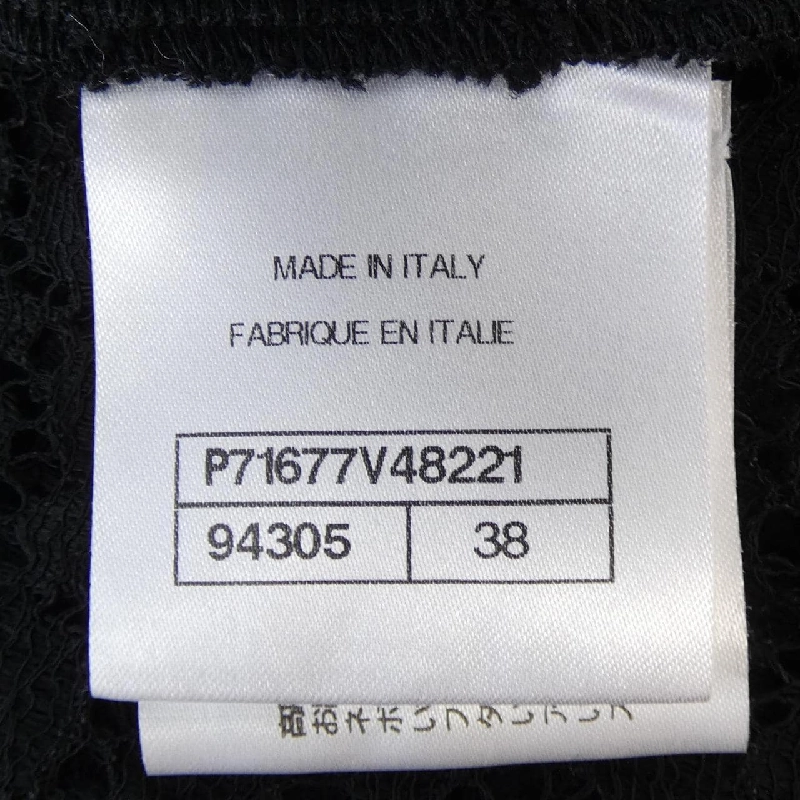 MADE IN ITALY
FABRIQUE EN ITALIE
P71677V48221
94305 38